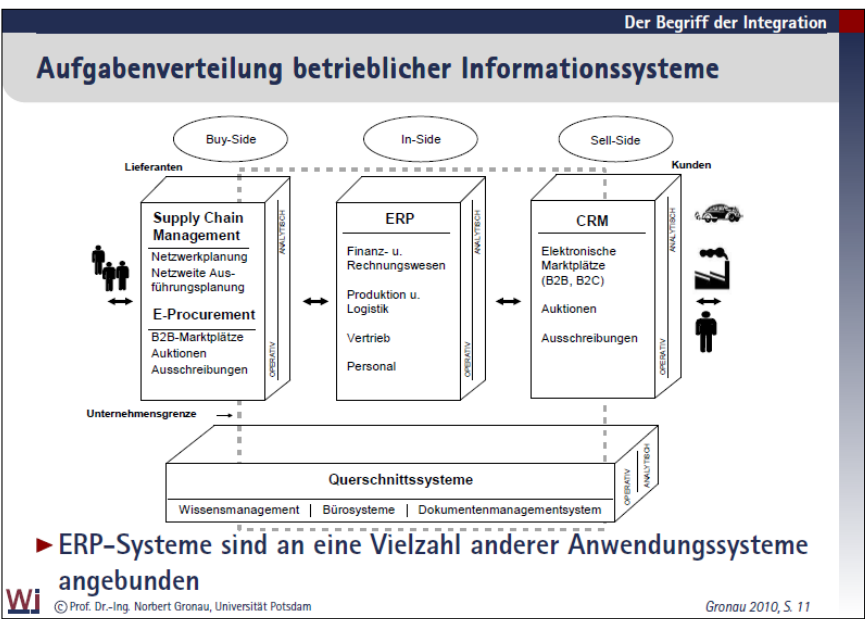 Der Begriff der Integration
Aufgabenverteilung betrieblicher Informationssysteme
Buy-Side
In-Side
Sell-Side
Lieferanten
Kunden
Supply Chain
Management
Netzwerkplanung
Netzweite Aus-
führungsplanung
E-Procurement
B2B-Marktplätze
Auktionen
Ausschreibungen
ANALYTISCH
OPERATIV
ERP
Finanz- u.
Rechnungswesen
Produktion u.
Logistik
Vertrieb
Personal
ANALYTISCH
OPERATIV
CRM
Elektronische
Marktplätze
(B2B, B2C)
Auktionen
Ausschreibungen
ANALYTISCH
OPERATIV
Unternehmensgrenze
Querschnittssysteme
Wissensmanagement | Bürosysteme | Dokumentenmanagementsystem
OPERATIV
ANALYTISCH
►ERP-Systeme sind an eine Vielzahl anderer Anwendungssysteme
angebunden
Wi
© Prof. Dr.-Ing. Norbert Gronau, Universität Potsdam
Gronau 2010, S. 11